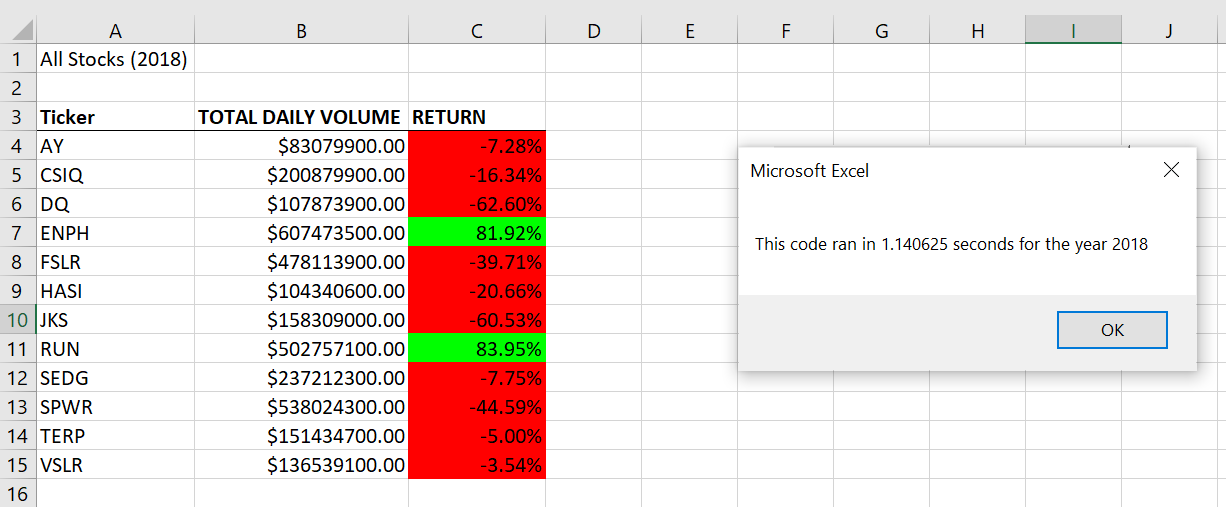 A B C D E F G H I J
1 All Stocks (2018)
2
3 Ticker TOTAL DAILY VOLUME RETURN
4 AY $83079900.00 -7.28%
5 CSIQ $200879900.00 -16.34%
6 DQ $107873900.00 -62.60%
7 ENPH $607473500.00 81.92%
8 FSLR $478113900.00 -39.71%
9 HASI $104340600.00 -20.66%
10 JKS $158309000.00 -60.53%
11 RUN $502757100.00 83.95%
12 SEDG $237212300.00 -7.75%
13 SPWR $538024300.00 -44.59%
14 TERP $151434700.00 -5.00%
15 VSLR $136539100.00 -3.54%
16
Microsoft Excel
This code ran in 1.140625 seconds for the year 2018
OK